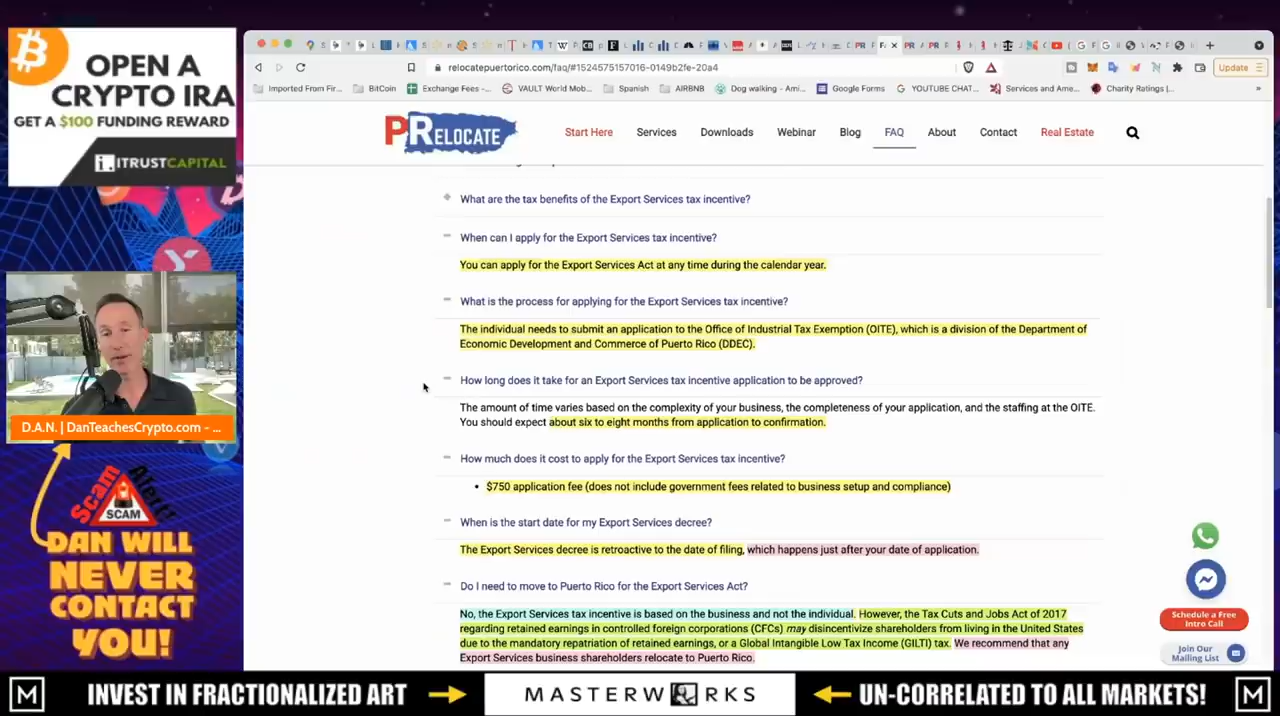 OPEN A
CRYPTO IRA
GET A $100 FUNDING REWARD
ITRUSTCAPITAL
D.A.N. | DanTeachesCrypto.com - ...
Scam Alert!
SCAM
DAN WILL
NEVER
CONTACT
YOU!
relocatepuertorico.com/faq/#1524575157016-0149b2fe-20a4
Update
Imported From Fir...
BitCoin
Exchange Fees -...
VAULT World Mob...
Spanish
AIRBNB
Dog walking - Ami...
Google Forms
YOUTUBE CHAT...
Services and Ame...
Charity Ratings |...
PRELOCATE
Start Here
Services
Downloads
Webinar
Blog
FAQ
About
Contact
Real Estate
What are the tax benefits of the Export Services tax incentive?
When can I apply for the Export Services tax incentive?
You can apply for the Export Services Act at any time during the calendar year.
What is the process for applying for the Export Services tax incentive?
The individual needs to submit an application to the Office of Industrial Tax Exemption (OITE), which is a division of the Department of
Economic Development and Commerce of Puerto Rico (DDEC).
How long does it take for an Export Services tax incentive application to be approved?
The amount of time varies based on the complexity of your business, the completeness of your application, and the staffing at the OITE.
You should expect about six to eight months from application to confirmation.
How much does it cost to apply for the Export Services tax incentive?
• $750 application fee (does not include government fees related to business setup and compliance)
When is the start date for my Export Services decree?
The Export Services decree is retroactive to the date of filing, which happens just after your date of application.
Do I need to move to Puerto Rico for the Export Services Act?
No, the Export Services tax incentive is based on the business and not the individual. However, the Tax Cuts and Jobs Act of 2017
regarding retained earnings in controlled foreign corporations (CFCs) may disincentivize shareholders from living in the United States
due to the mandatory repatriation of retained earnings, or a Global Intangible Low Tax Income (GILTI) tax. We recommend that any
Export Services business shareholders relocate to Puerto Rico.
Schedule a Free
Intro Call
Join Our
Mailing List
M
INVEST IN FRACTIONALIZED ART
MASTERWORKS
UN-CORRELATED TO ALL MARKETS!
M